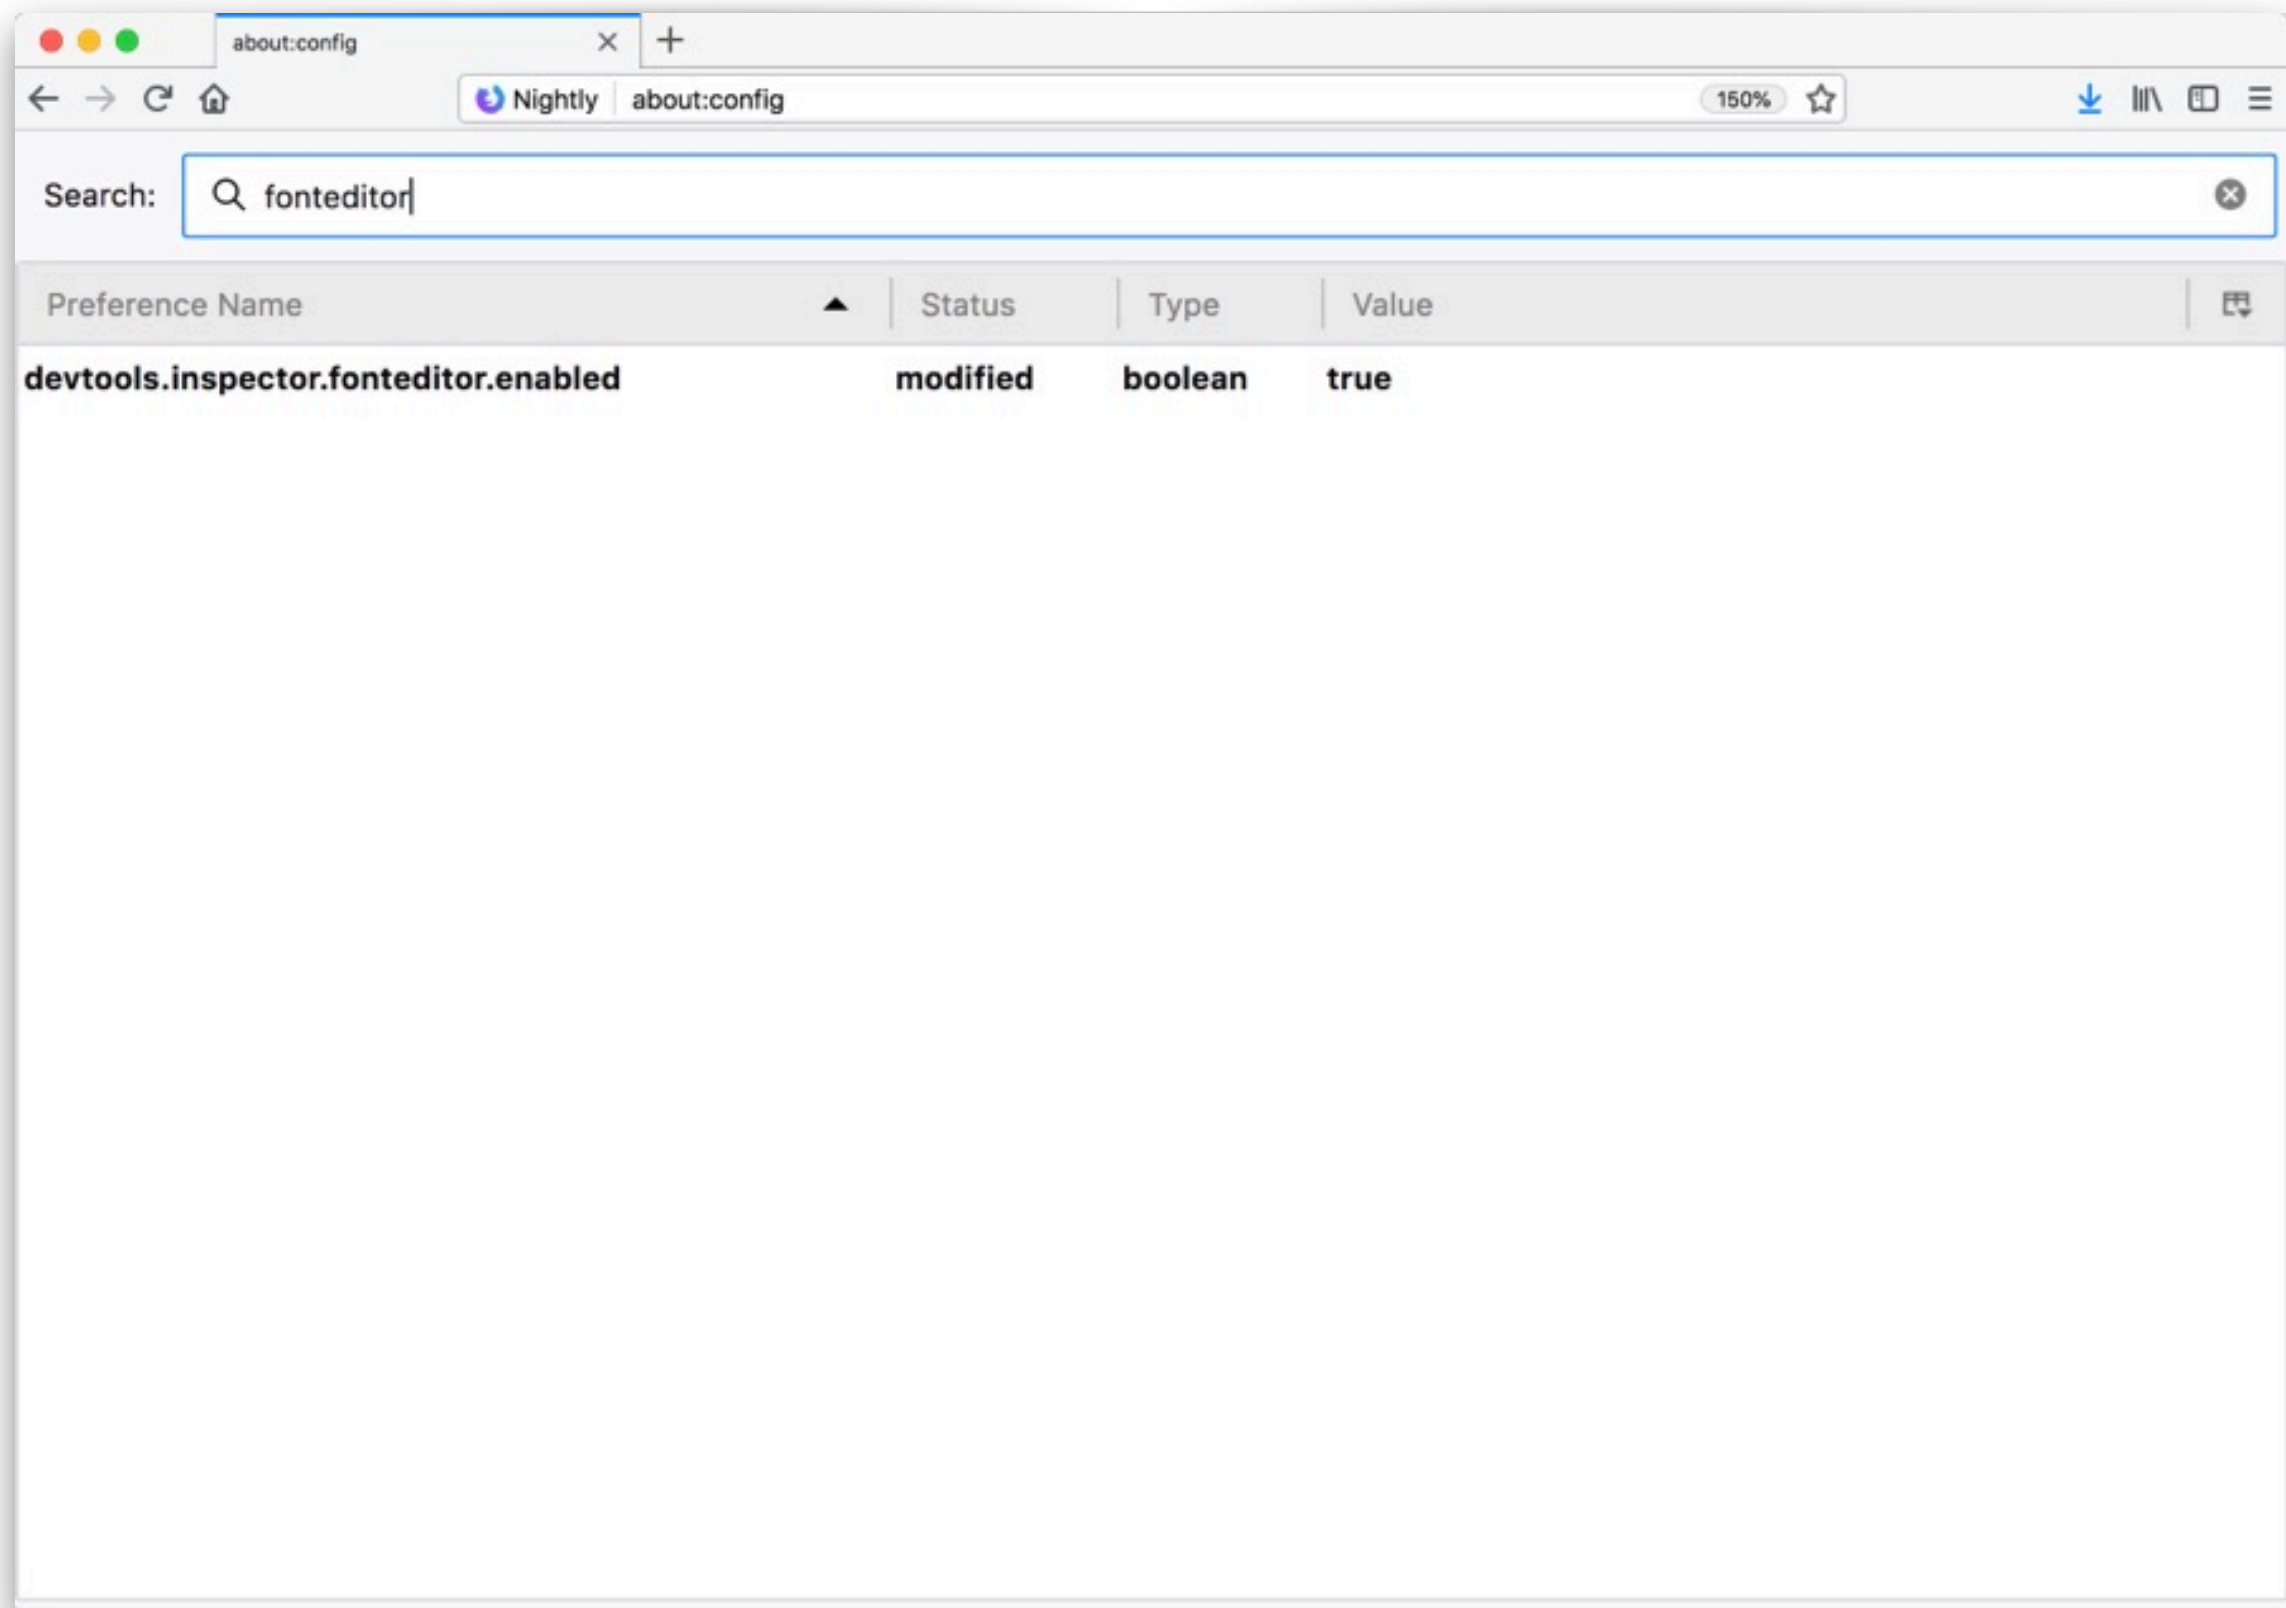 about:config
Nightly about:config 150%
Search: fonteditor
Preference Name Status Type Value
devtools.inspector.fonteditor.enabled modified boolean true